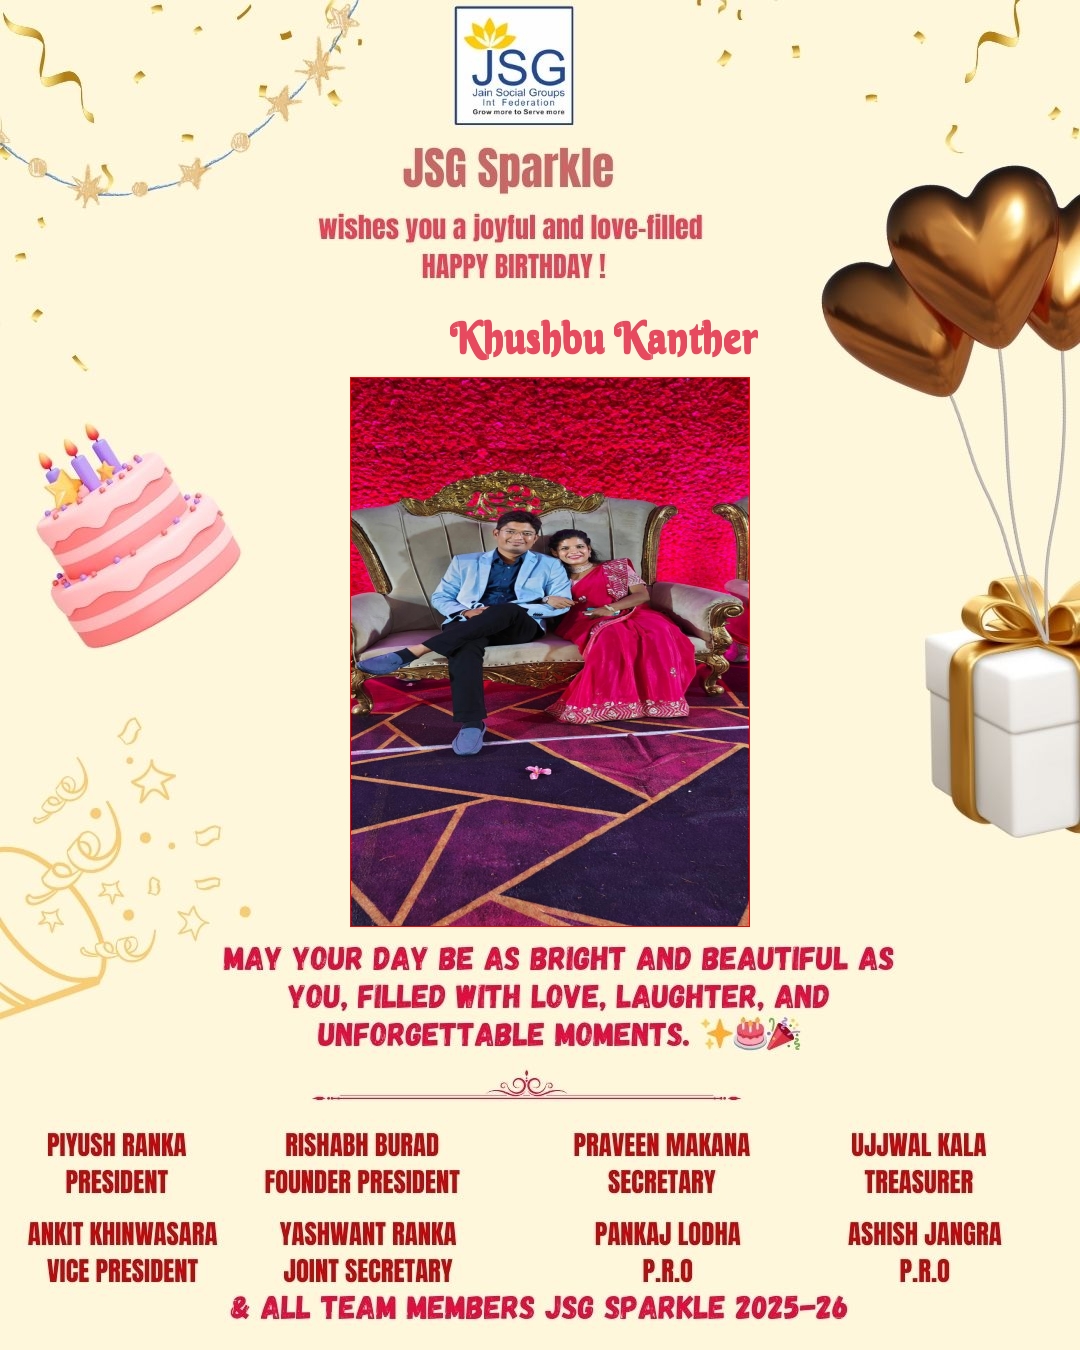 JSG
Jain Social Groups
Int Federation
Grow more to Serve more
JSG Sparkle
wishes you a joyful and love-filled
HAPPY BIRTHDAY !
Khushbu Kanther
MAY YOUR DAY BE AS BRIGHT AND BEAUTIFUL AS
YOU, FILLED WITH LOVE, LAUGHTER, AND
UNFORGETTABLE MOMENTS. ✨🎂🎉
PIYUSH RANKA
PRESIDENT
RISHABH BURAD
FOUNDER PRESIDENT
PRAVEEN MAKANA
SECRETARY
UJJWAL KALA
TREASURER
ANKIT KHINWASARA
VICE PRESIDENT
YASHWANT RANKA
JOINT SECRETARY
PANKAJ LODHA
P.R.O
ASHISH JANGRA
P.R.O
& ALL TEAM MEMBERS JSG SPARKLE 2025-26